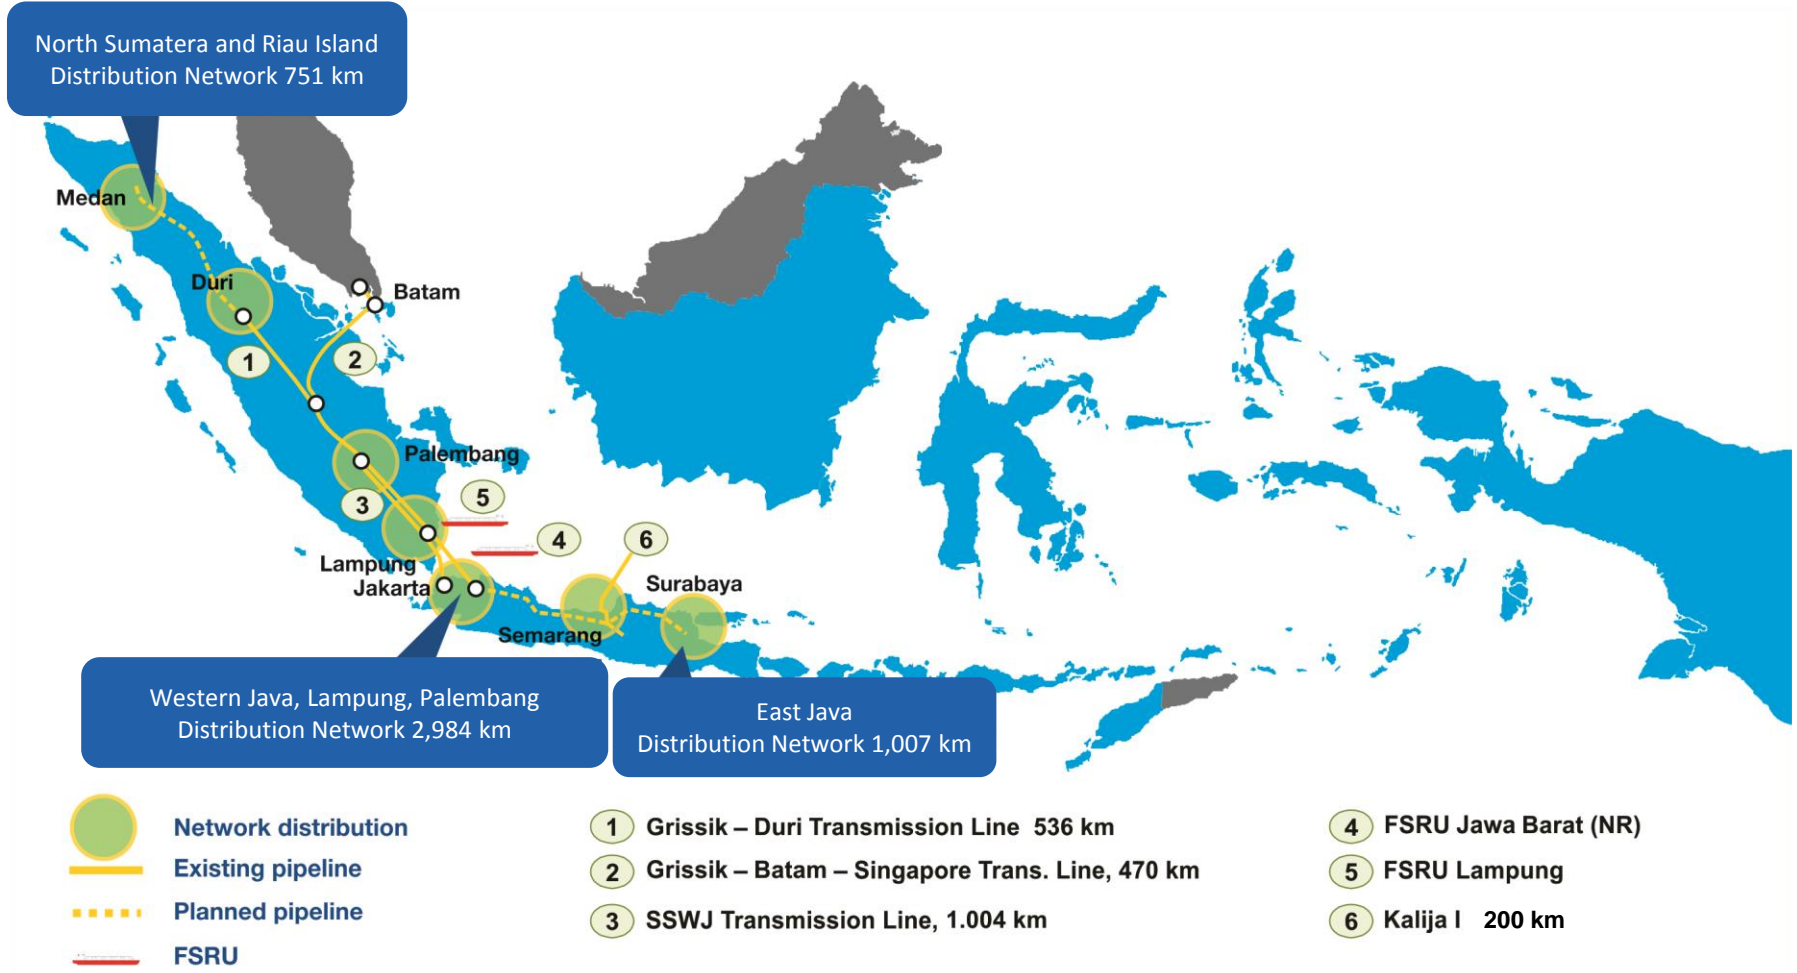 North Sumatera and Riau Island
Distribution Network 751 km
Medan
Duri
Batam
1
2
Palembang
3
5
4
6
Lampung
Jakarta
Surabaya
Semarang
Western Java, Lampung, Palembang
Distribution Network 2,984 km
East Java
Distribution Network 1,007 km
Network distribution
Existing pipeline
Planned pipeline
FSRU
1 Grissik – Duri Transmission Line 536 km
2 Grissik – Batam – Singapore Trans. Line, 470 km
3 SSWJ Transmission Line, 1.004 km
4 FSRU Jawa Barat (NR)
5 FSRU Lampung
6 Kalija I 200 km